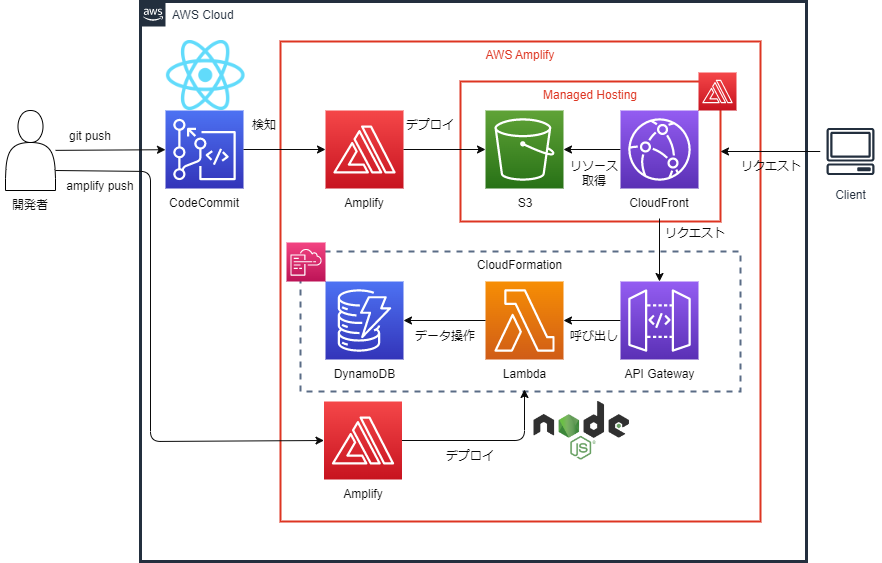 aws
AWS Cloud
AWS Amplify
Managed Hosting
git push
検知
デプロイ
リソース
取得
リクエスト
amplify push
開発者
CodeCommit
Amplify
S3
CloudFront
Client
リクエスト
CloudFormation
データ操作
呼び出し
DynamoDB
Lambda
API Gateway
node
JS
デプロイ
Amplify